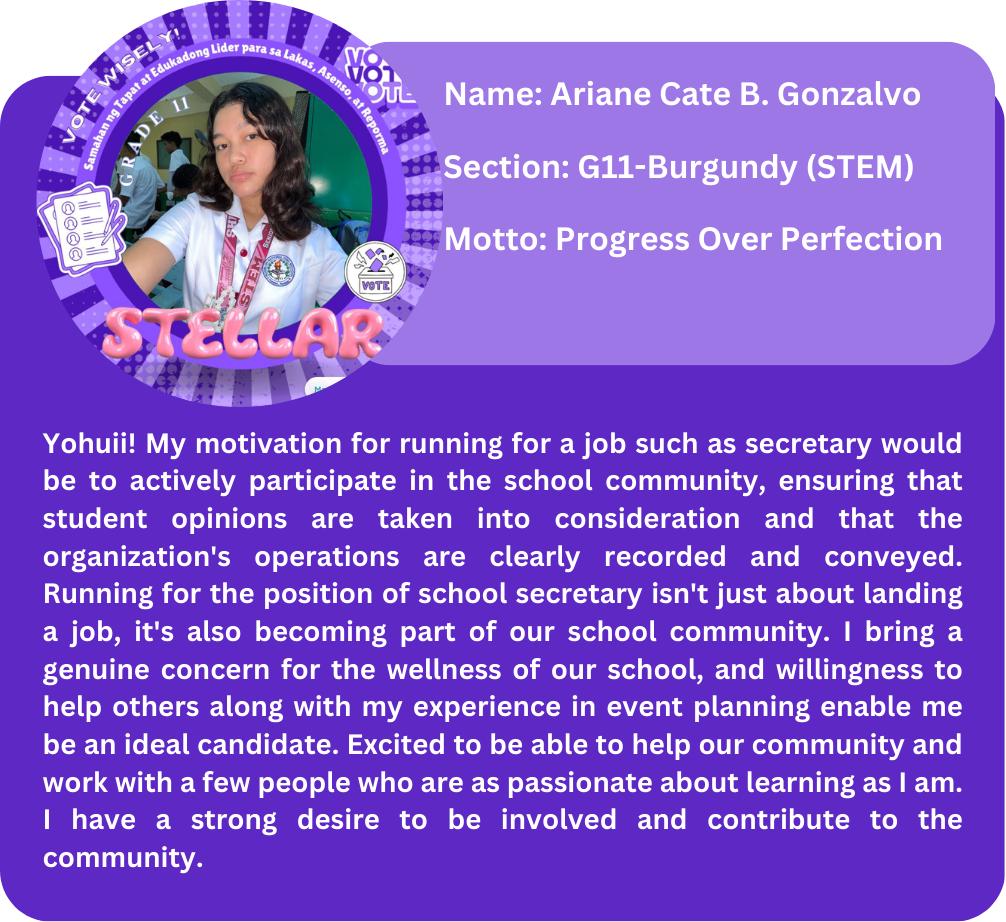 VOTE WISELY!
Samahan ng Tapat at Edukadong Lider para sa Lakas, Asenso, at Reporma
GRADE 11
VOTE
VOTE
VOTE
STEM
VOTE
STELLAR
Name: Ariane Cate B. Gonzalvo
Section: G11-Burgundy (STEM)
Motto: Progress Over Perfection
Yohuii! My motivation for running for a job such as secretary would
be to actively participate in the school community, ensuring that
student opinions are taken into consideration and that the
organization's operations are clearly recorded and conveyed.
Running for the position of school secretary isn't just about landing
a job, it's also becoming part of our school community. I bring a
genuine concern for the wellness of our school, and willingness to
help others along with my experience in event planning enable me
be an ideal candidate. Excited to be able to help our community and
work with a few people who are as passionate about learning as I am.
I have a strong desire to be involved and contribute to the
community.